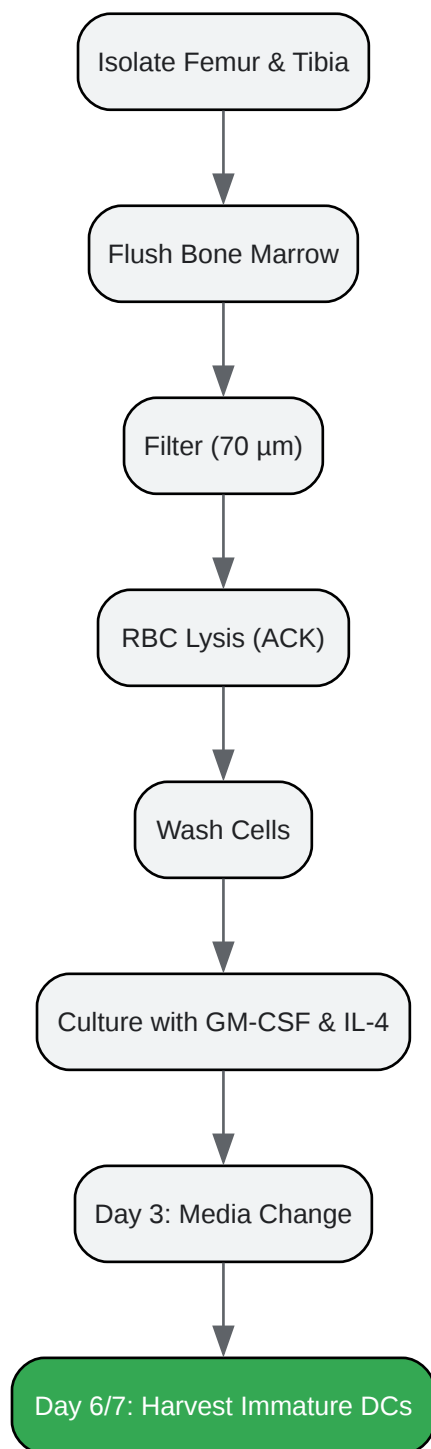 Isolate Femur & Tibia
Flush Bone Marrow
Filter (70 µm)
RBC Lysis (ACK)
Wash Cells
Culture with GM-CSF & IL-4
Day 3: Media Change
Day 6/7: Harvest Immature DCs